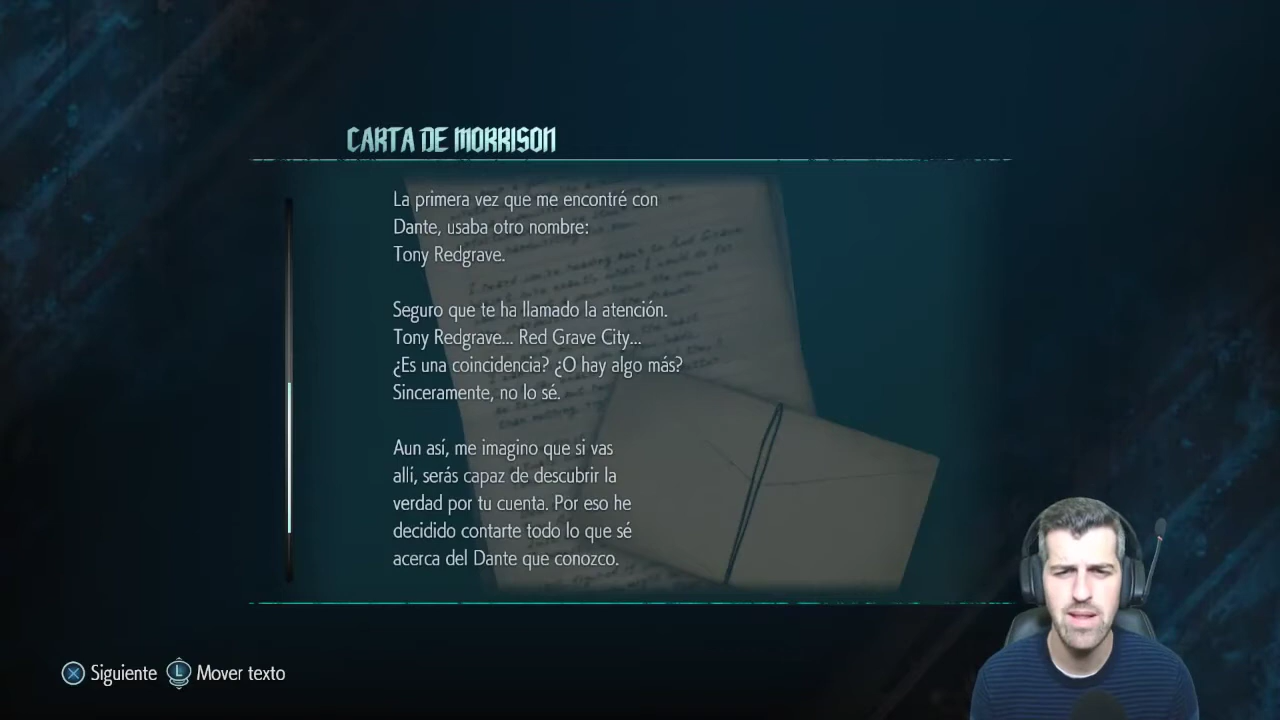 CARTA DE MORRISON
La primera vez que me encontré con
Dante, usaba otro nombre:
Tony Redgrave.
Seguro que te ha llamado la atención.
Tony Redgrave... Red Grave City...
¿Es una coincidencia? ¿O hay algo más?
Sinceramente, no lo sé.
Aun así, me imagino que si vas
allí, serás capaz de descubrir la
verdad por tu cuenta. Por eso he
decidido contarte todo lo que sé
acerca del Dante que conozco.
Siguiente L Mover texto